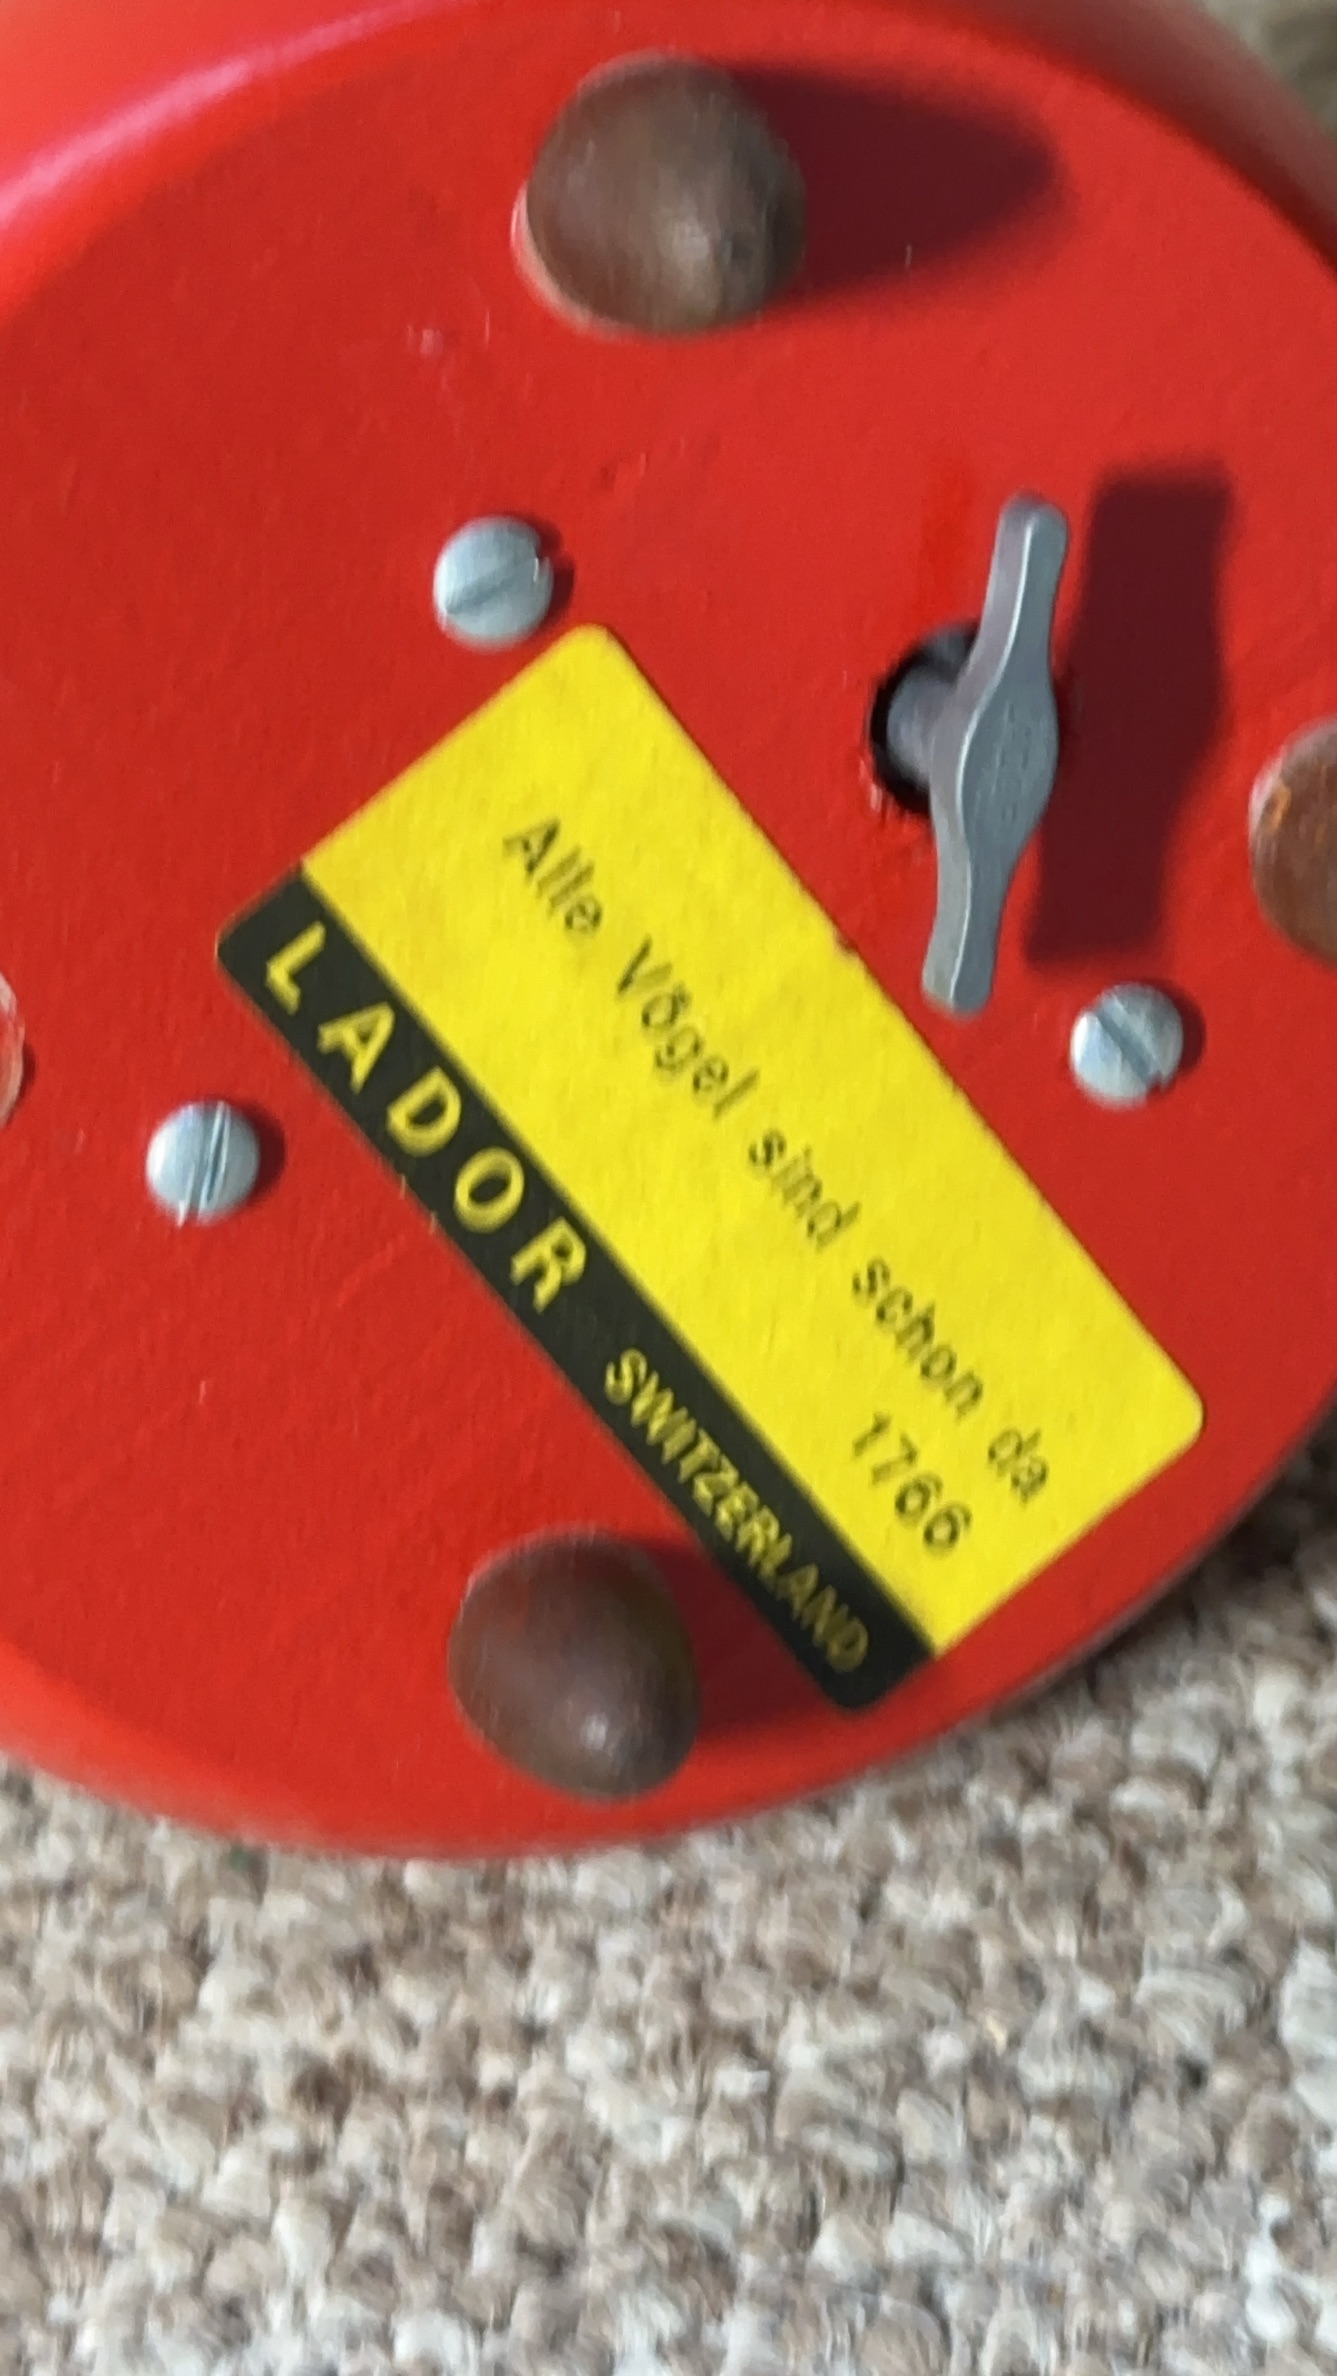 Alle Vögel sind schon da
1766
LADOR SWITZERLAND